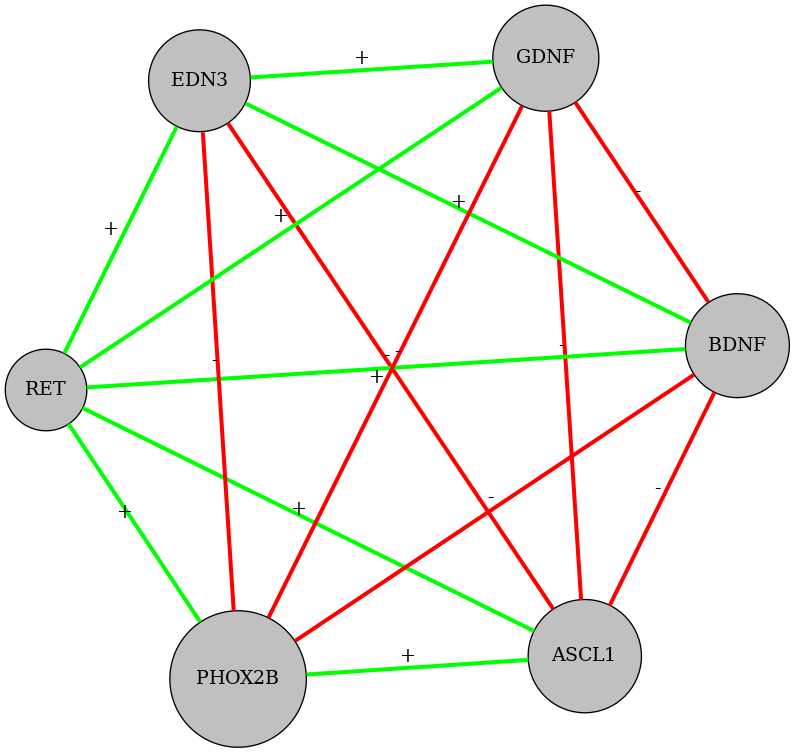 +
GDNF
EDN3
-
+
+
+
- -
-
-
BDNF
+
RET
-
-
+
+
+
ASCL1
PHOX2B